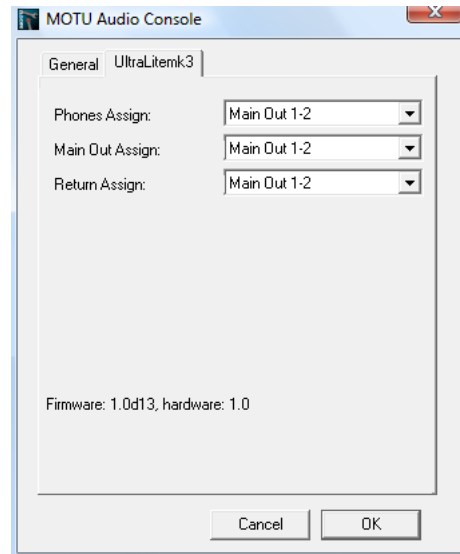 MOTU Audio Console
General UltraLitemk3
Phones Assign: Main Out 1-2
Main Out Assign: Main Out 1-2
Return Assign: Main Out 1-2
Firmware: 1.0d13, hardware: 1.0
Cancel OK